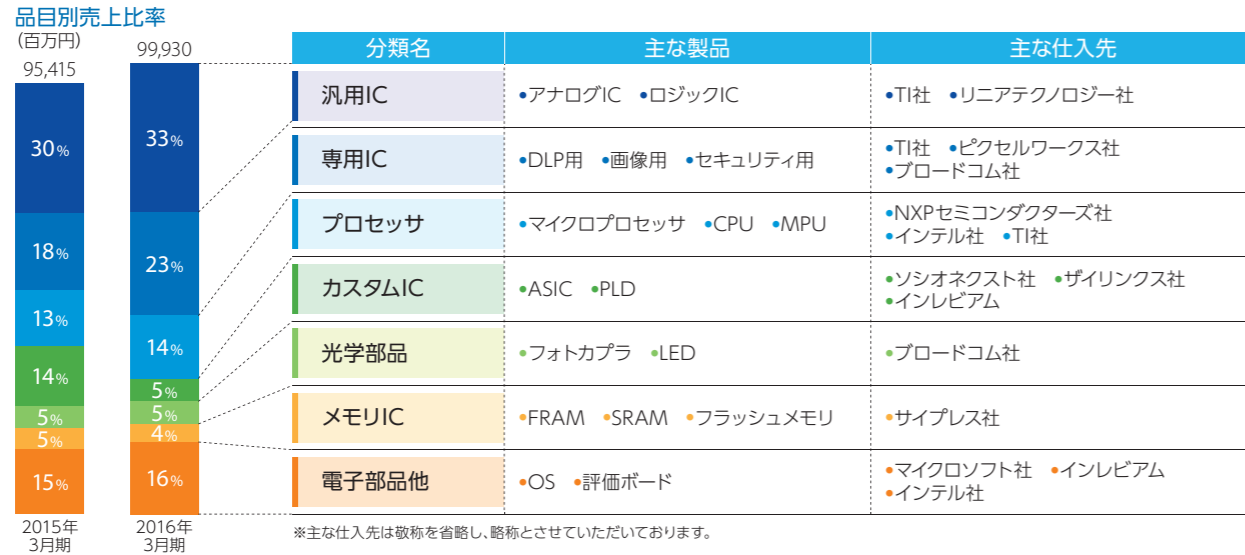 品目別売上比率
(百万円)
95,415
30%
18%
13%
14%
5%
5%
15%
2015年
3月期
99,930
33%
23%
14%
5%
5%
4%
16%
2016年
3月期
分類名 主な製品 主な仕入先
汎用IC •アナログIC •ロジックIC •TI社 •リニアテクノロジー社
専用IC •DLP用 •画像用 •セキュリティ用 •TI社 •ピクセルワークス社
•ブロードコム社
プロセッサ •マイクロプロセッサ •CPU •MPU •NXPセミコンダクターズ社
•インテル社 •TI社
カスタムIC •ASIC •PLD •ソシオネクスト社 •ザイリンクス社
•インレビアム
光学部品 •フォトカプラ •LED •ブロードコム社
メモリIC •FRAM •SRAM •フラッシュメモリ •サイプレス社
電子部品他 •OS •評価ボード •マイクロソフト社 •インレビアム
•インテル社
※主な仕入先は敬称を省略し、略称とさせていただいております。